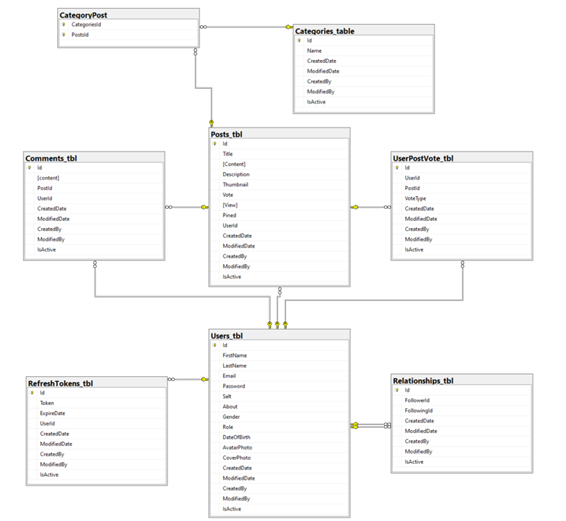 CategoryPost
CategoriesId
PostsId
Categories_table
Id
Name
CreatedDate
ModifiedDate
CreatedBy
ModifiedBy
IsActive
Posts_tbl
Id
Title
[Content]
Description
Thumbnail
Vote
[View]
Pined
UserId
CreatedDate
ModifiedDate
CreatedBy
ModifiedBy
IsActive
Comments_tbl
Id
[content]
PostId
UserId
CreatedDate
ModifiedDate
CreatedBy
ModifiedBy
IsActive
UserPostVote_tbl
Id
UserId
PostId
VoteType
CreatedDate
ModifiedDate
CreatedBy
ModifiedBy
IsActive
Users_tbl
Id
FirstName
LastName
Email
Password
Salt
About
Gender
Role
DateOfBirth
AvatarPhoto
CoverPhoto
CreatedDate
ModifiedDate
CreatedBy
ModifiedBy
IsActive
RefreshTokens_tbl
Id
Token
ExpireDate
UserId
CreatedDate
ModifiedDate
CreatedBy
ModifiedBy
IsActive
Relationships_tbl
Id
FollowerId
FollowingId
CreatedDate
ModifiedDate
CreatedBy
ModifiedBy
IsActive